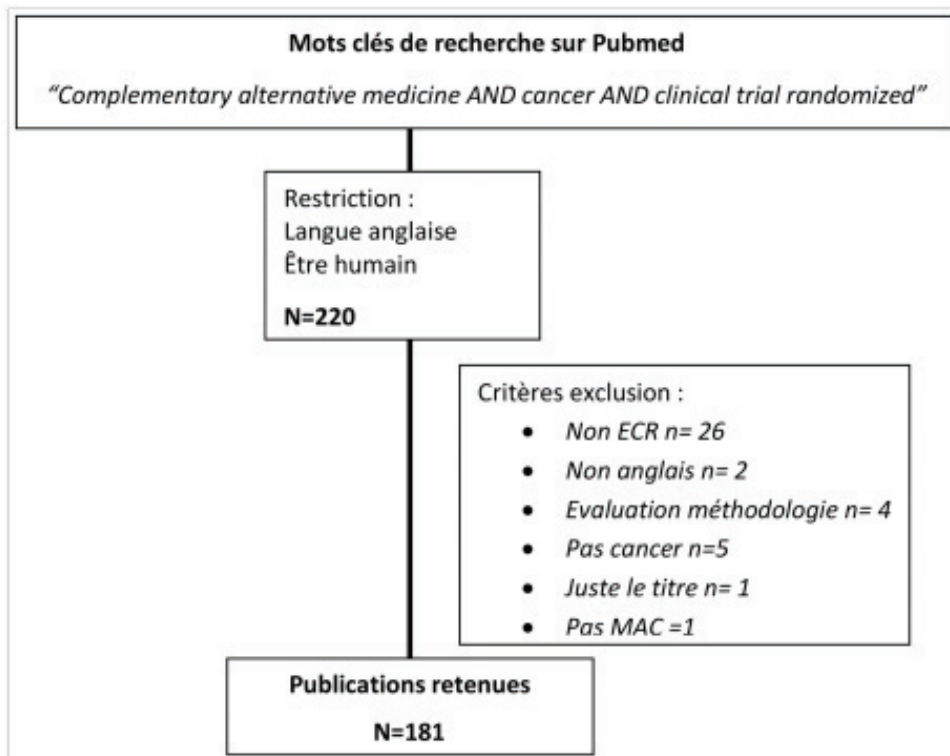 Mots clés de recherche sur Pubmed
“Complementary alternative medicine AND cancer AND clinical trial randomized”
Restriction :
Langue anglaise
Être humain
N=220
Critères exclusion :
• Non ECR n= 26
• Non anglais n= 2
• Evaluation méthodologie n= 4
• Pas cancer n=5
• Juste le titre n= 1
• Pas MAC =1
Publications retenues
N=181